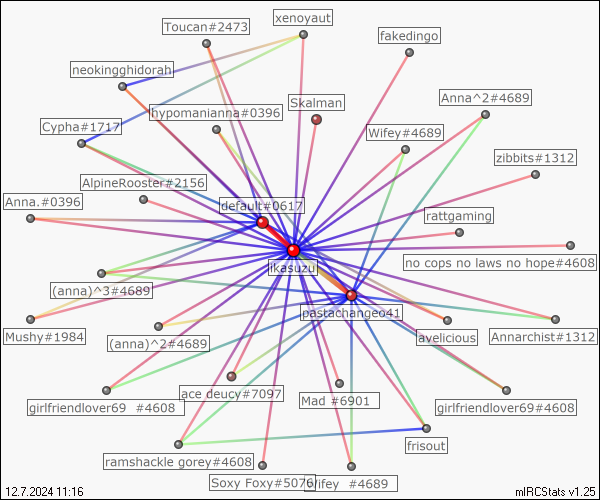 xenoyaut
Toucan#2473
fakedingo
neokingghidorah
Anna^2#4689
Skalman
hypomanianna#0396
Cypha#1717
Wifey#4689
zibbits#1312
AlpineRooster#2156
Anna.#0396
default#0617
rattgaming
no cops no laws no hope#4608
ikasuzu
(anna)^3#4689
pastachangeo41
Mushy#1984
(anna)^2#4689
avelicious
Annarchist#1312
ace deucy#7097
Mad #6901
girlfriendlover69 #4608
girlfriendlover69#4608
frisout
ramshackle gorey#4608
Soxy Foxy#5076
Wifey #4689
12.7.2024 11:16
mIRCStats v1.25